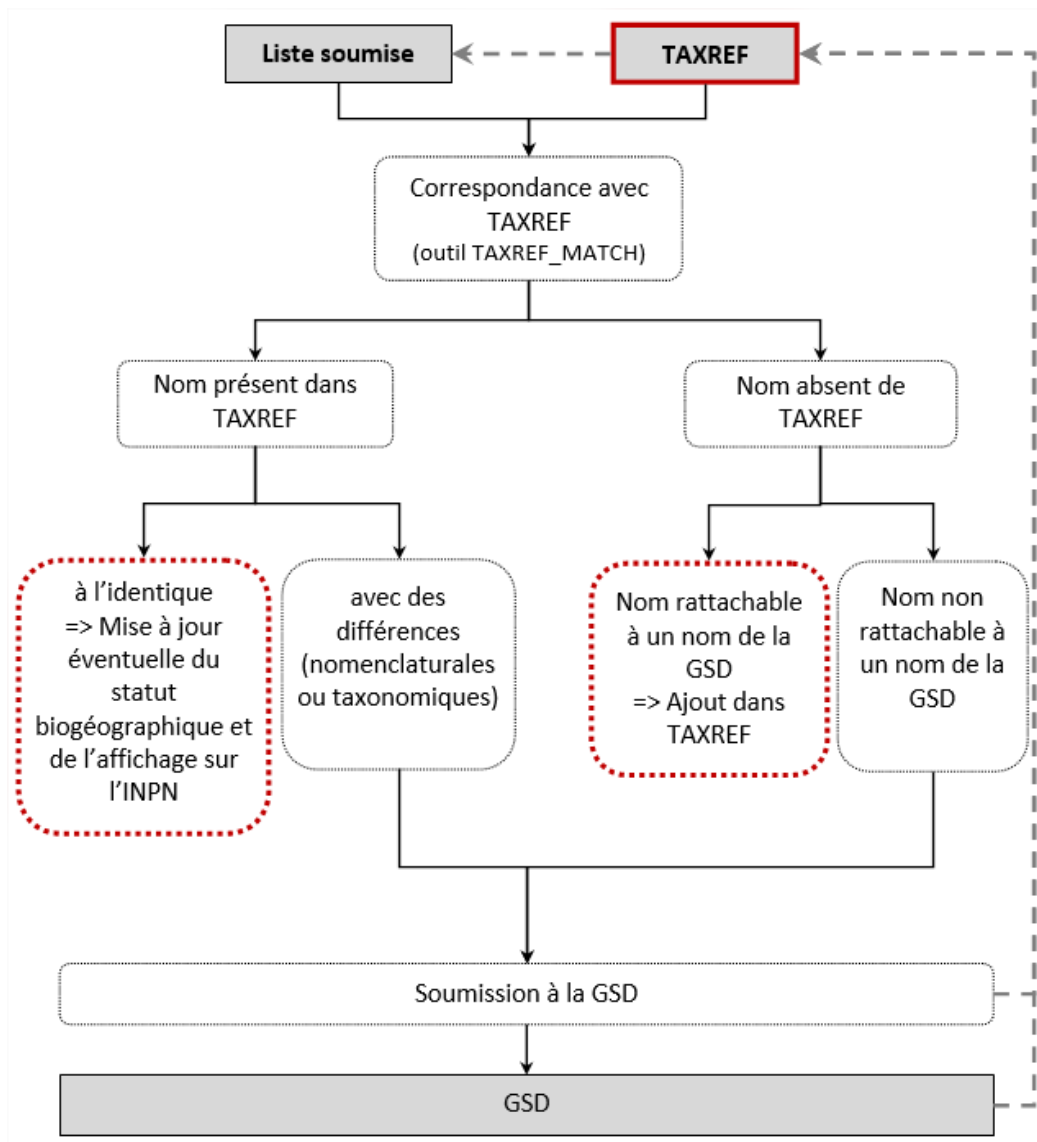 Liste soumise
TAXREF
Correspondance avec
TAXREF
(outil TAXREF_MATCH)
Nom présent dans
TAXREF
Nom absent de
TAXREF
à l’identique
=> Mise à jour
éventuelle du
statut
biogéographique et
de l’affichage sur
l’INPN
avec des
différences
(nomenclaturales
ou taxonomiques)
Nom rattachable
à un nom de la
GSD
=> Ajout dans
TAXREF
Nom non
rattachable à
un nom de la
GSD
Soumission à la GSD
GSD